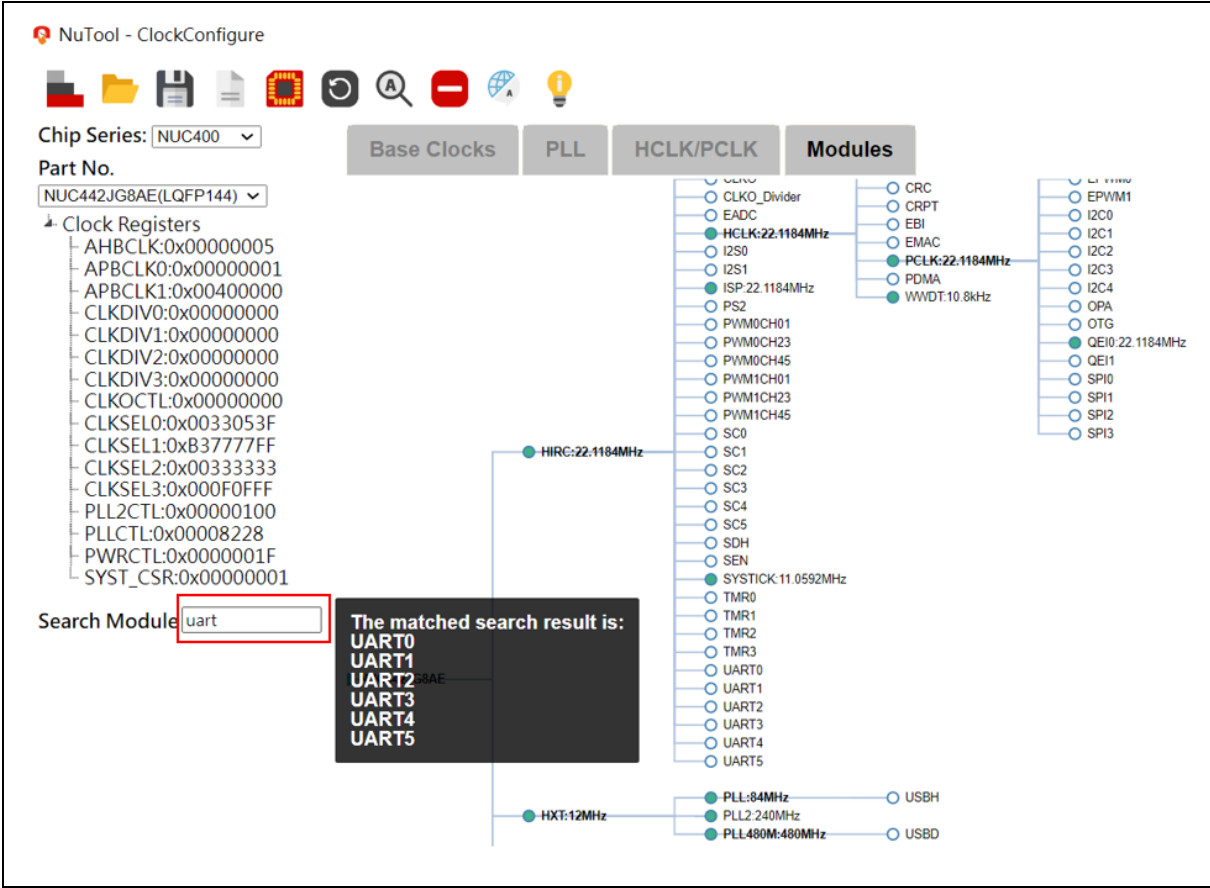 NuTool - ClockConfigure
Chip Series: NUC400
Part No.
NUC442JG8AE(LQFP144)
Clock Registers
AHBCLK:0x00000005
APBCLK0:0x00000001
APBCLK1:0x00400000
CLKDIV0:0x00000000
CLKDIV1:0x00000000
CLKDIV2:0x00000000
CLKDIV3:0x00000000
CLKOCTL:0x00000000
CLKSEL0:0x0033053F
CLKSEL1:0xB37777FF
CLKSEL2:0x00333333
CLKSEL3:0x000F0FFF
PLL2CTL:0x00000100
PLLCTL:0x00008228
PWRCTL:0x0000001F
SYST_CSR:0x00000001
Search Module uart
The matched search result is:
UART0
UART1
UART2
UART3
UART4
UART5
Base Clocks PLL HCLK/PCLK Modules
HIRC:22.1184MHz
HXT:12MHz
CLKO_Divider
EADC
HCLK:22.1184MHz
I2S0
I2S1
ISP:22.1184MHz
PS2
PWM0CH01
PWM0CH23
PWM0CH45
PWM1CH01
PWM1CH23
PWM1CH45
SC0
SC1
SC2
SC3
SC4
SC5
SDH
SEN
SYSTICK:11.0592MHz
TMR0
TMR1
TMR2
TMR3
UART0
UART1
UART2
UART3
UART4
UART5
PLL:84MHz
PLL2:240MHz
PLL480M:480MHz
CRC
CRPT
EBI
EMAC
PCLK:22.1184MHz
PDMA
WWDT:10.8kHz
USBH
USBD
EPWM1
I2C0
I2C1
I2C2
I2C3
I2C4
OPA
OTG
QEI0:22.1184MHz
QEI1
SPI0
SPI1
SPI2
SPI3